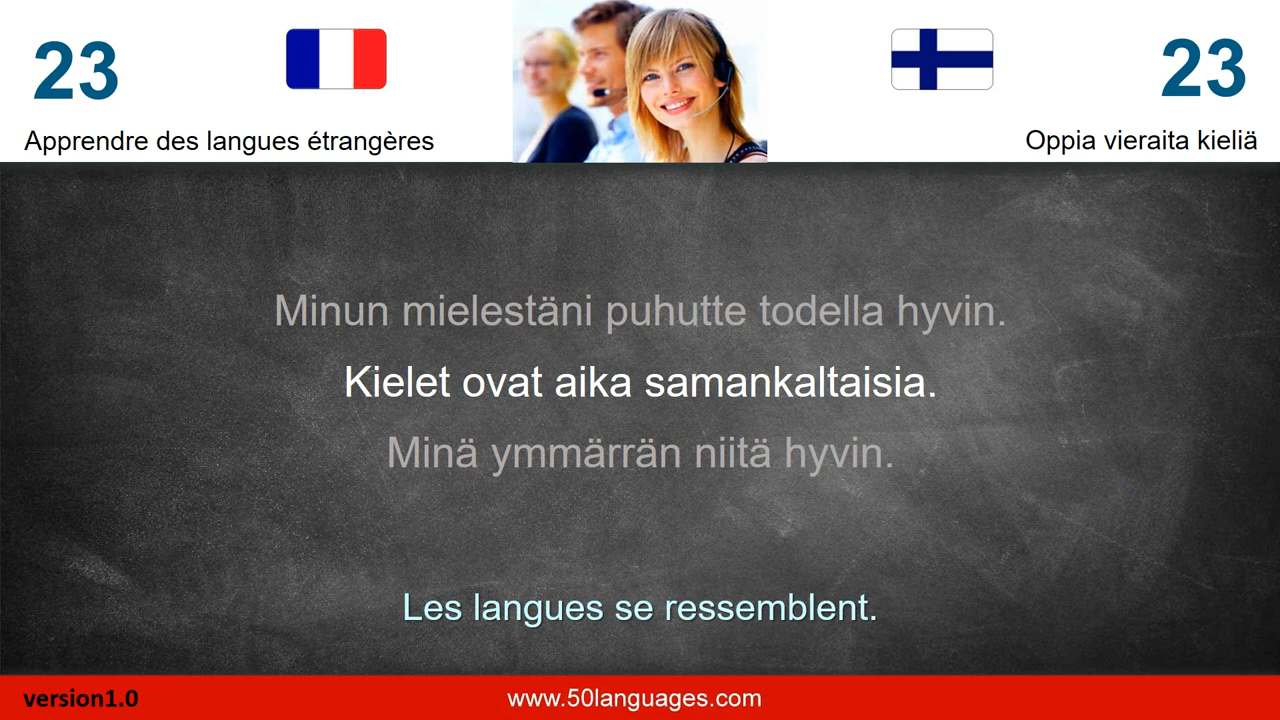 23
23
Apprendre des langues étrangères
Oppia vieraita kieliä
Minun mielestäni puhutte todella hyvin.
Kielet ovat aika samankaltaisia.
Minä ymmärrän niitä hyvin.
Les langues se ressemblent.
version1.0
www.50languages.com